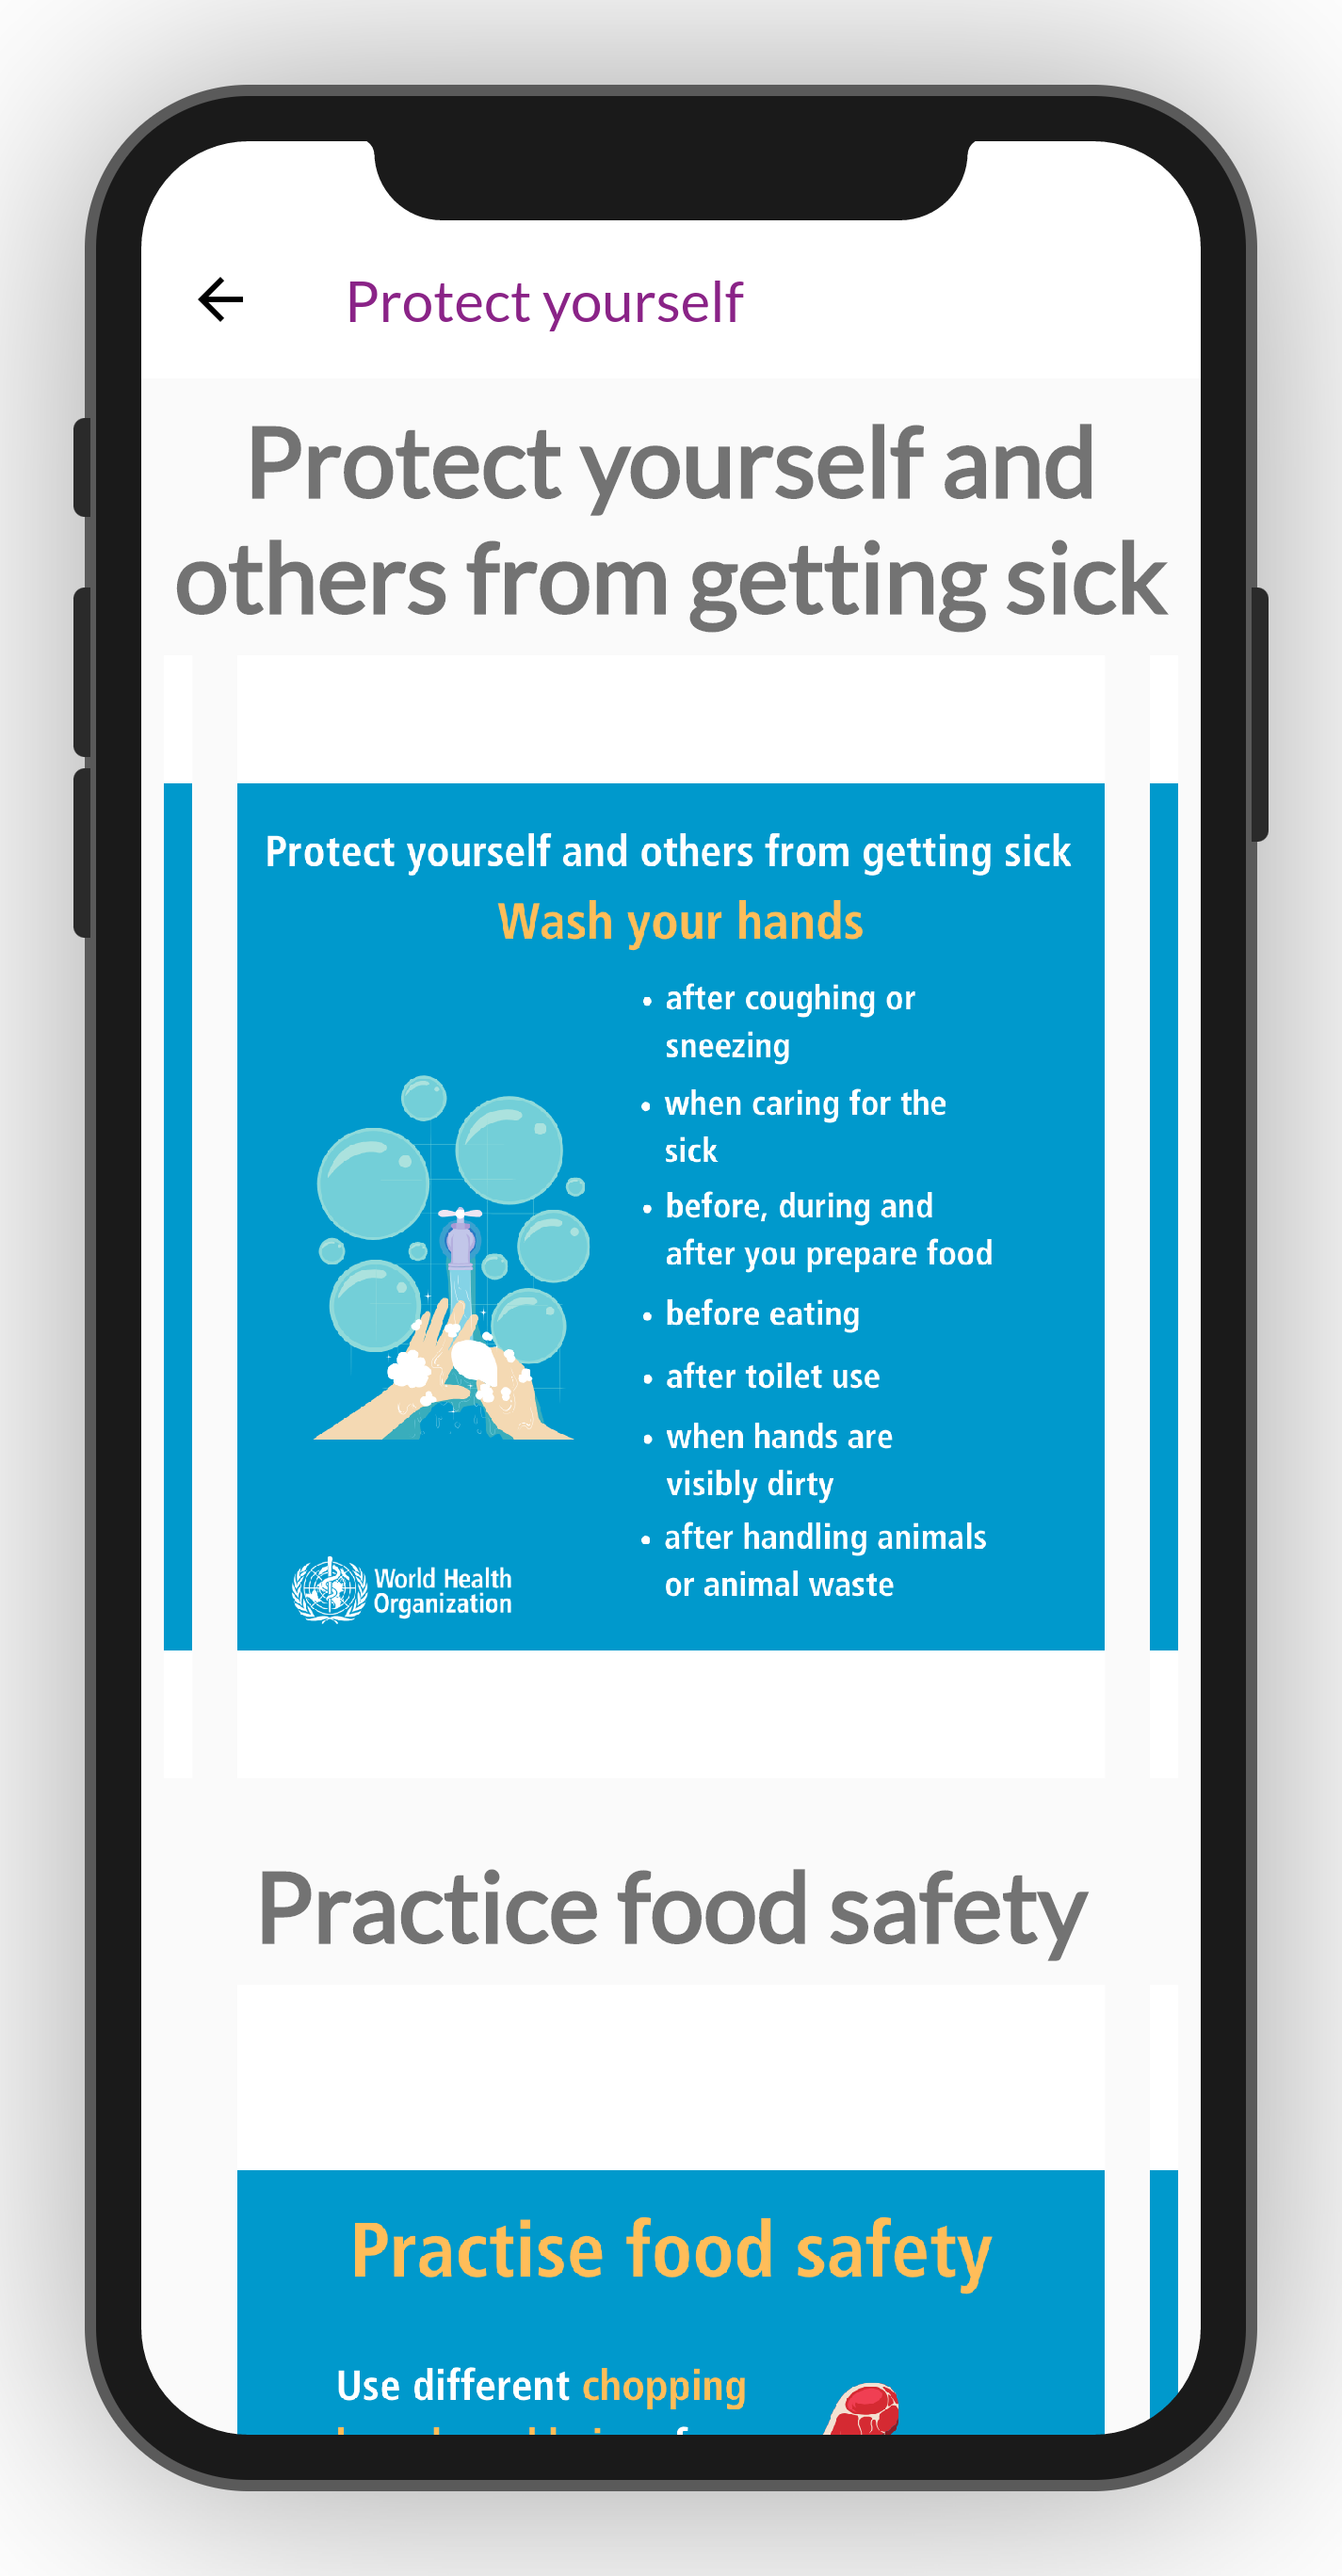 Protect yourself
Protect yourself and
others from getting sick
Protect yourself and others from getting sick
Wash your hands
• after coughing or
sneezing
• when caring for the
sick
• before, during and
after you prepare food
• before eating
• after toilet use
• when hands are
visibly dirty
• after handling animals
or animal waste
World Health
Organization
Practice food safety
Practise food safety
Use different chopping